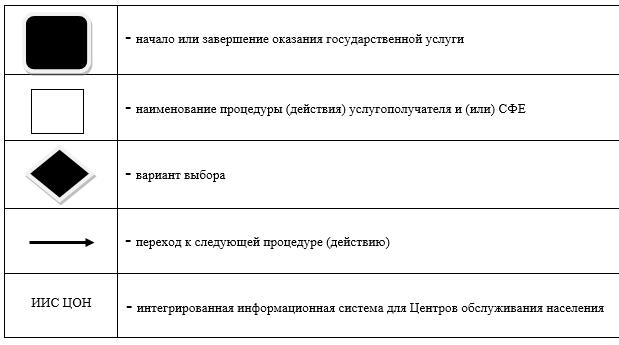 - начало или завершение оказания государственной услуги
- наименование процедуры (действия) услугополучателя и (или) СФЕ
- вариант выбора
- переход к следующей процедуре (действию)
ИИС ЦОН - интегрированная информационная система для Центров обслуживания населения